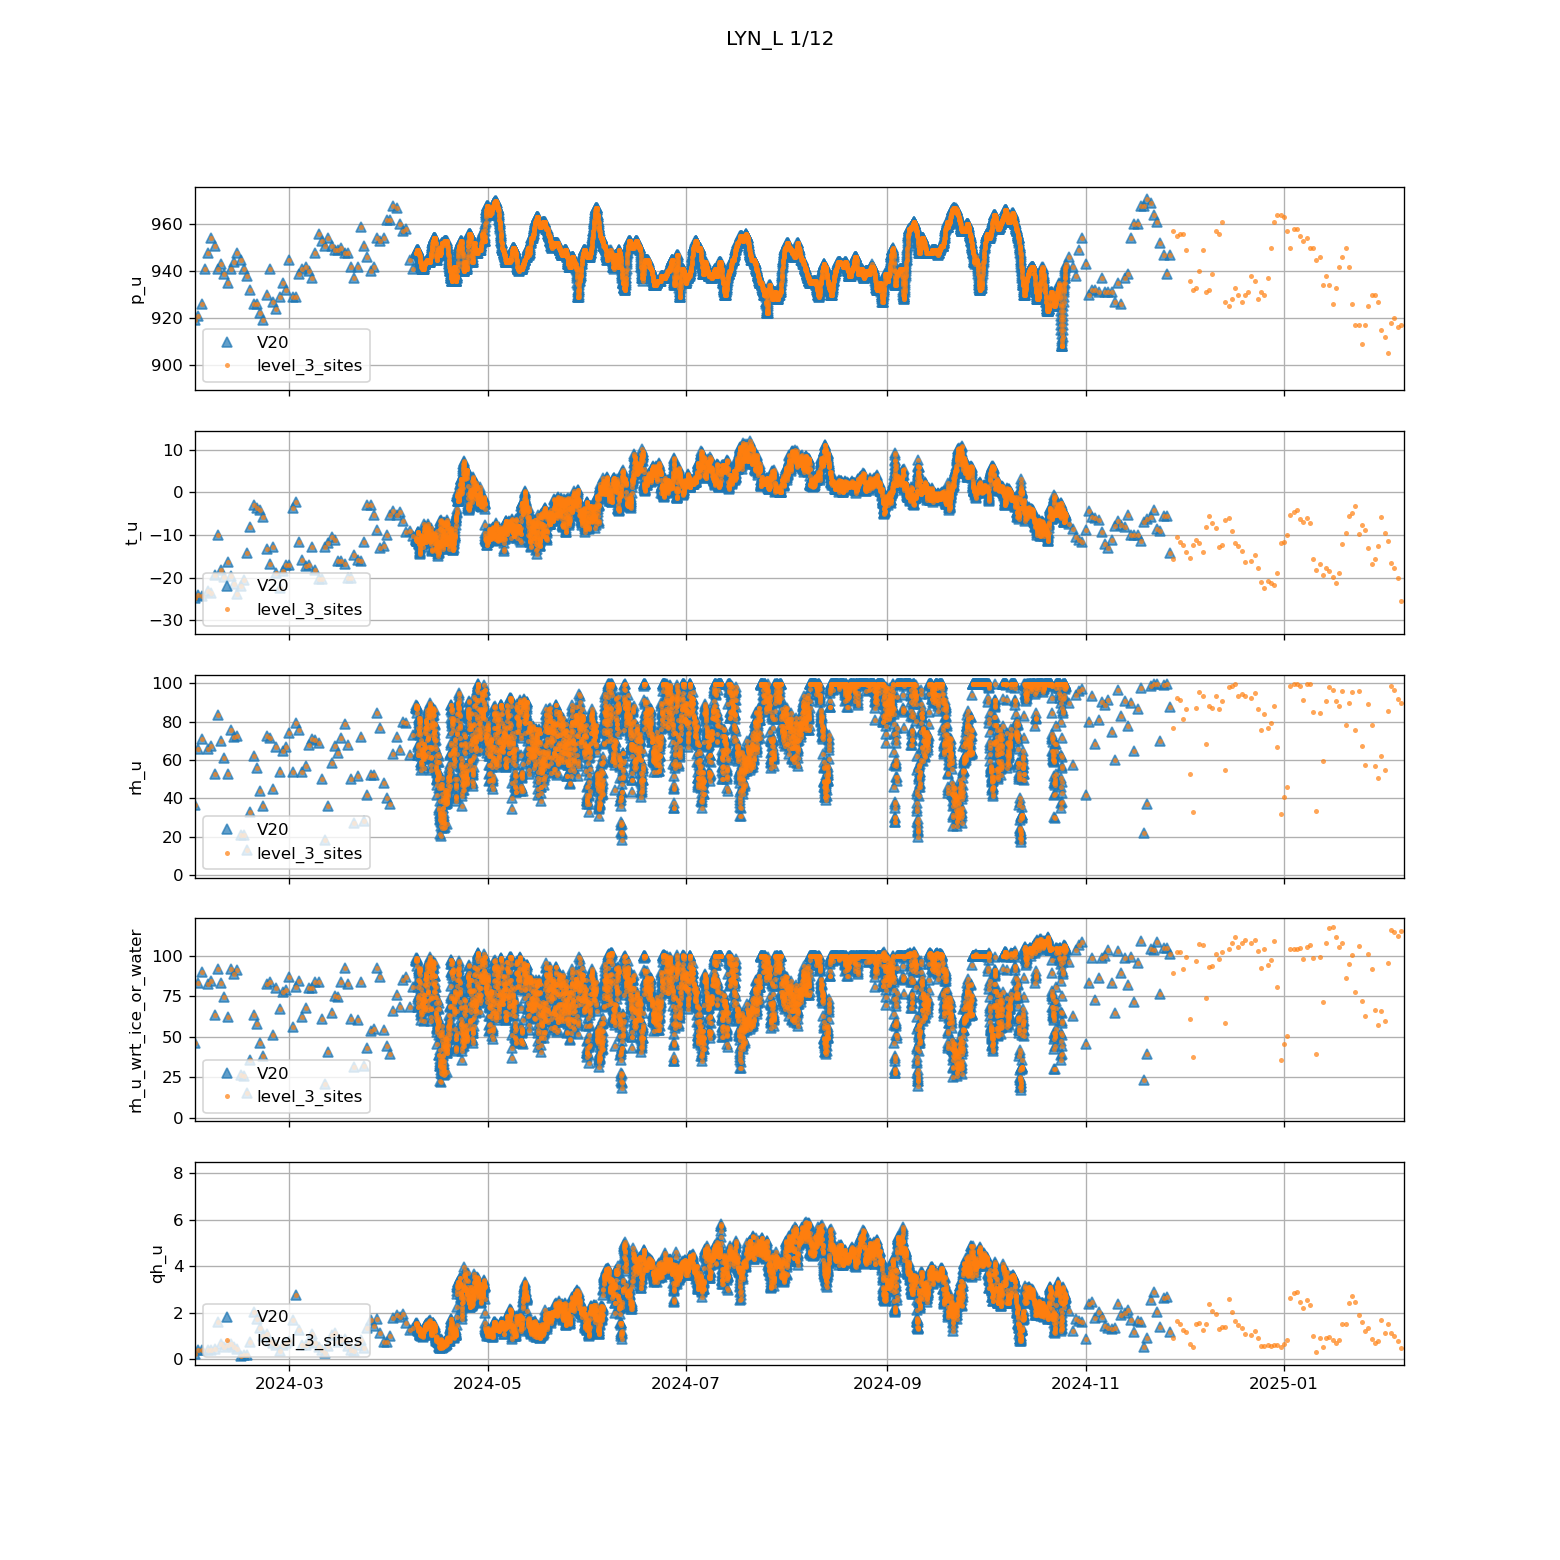 LYN_L 1/12
960
940
920
900
p_u
V20
level_3_sites
10
0
−10
−20
−30
t_u
V20
level_3_sites
100
80
60
40
20
0
rh_u
V20
level_3_sites
100
75
50
25
0
rh_u_wrt_ice_or_water
V20
level_3_sites
8
6
4
2
0
qh_u
V20
level_3_sites
2024-03 2024-05 2024-07 2024-09 2024-11 2025-01